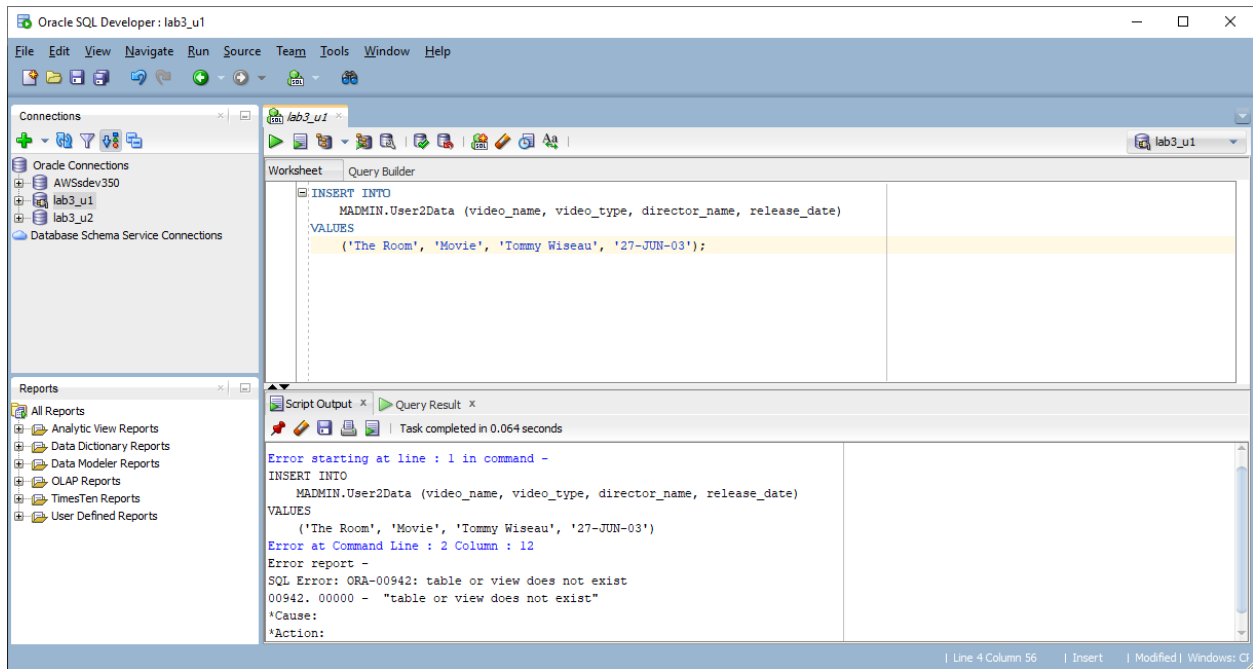 Oracle SQL Developer : lab3_u1
File Edit View Navigate Run Source Team Tools Window Help
Connections
Oracle Connections
AWSsdev350
lab3_u1
lab3_u2
Database Schema Service Connections
Reports
All Reports
Analytic View Reports
Data Dictionary Reports
Data Modeler Reports
OLAP Reports
TimesTen Reports
User Defined Reports
lab3_u1
lab3_u1
Worksheet Query Builder
INSERT INTO
MADMIN.User2Data (video_name, video_type, director_name, release_date)
VALUES
('The Room', 'Movie', 'Tommy Wiseau', '27-JUN-03');
Script Output x Query Result x
Task completed in 0.064 seconds
Error starting at line : 1 in command -
INSERT INTO
MADMIN.User2Data (video_name, video_type, director_name, release_date)
VALUES
('The Room', 'Movie', 'Tommy Wiseau', '27-JUN-03')
Error at Command Line : 2 Column : 12
Error report -
SQL Error: ORA-00942: table or view does not exist
00942. 00000 - "table or view does not exist"
*Cause:
*Action:
| Line 4 Column 56 | Insert | Modified | Windows: